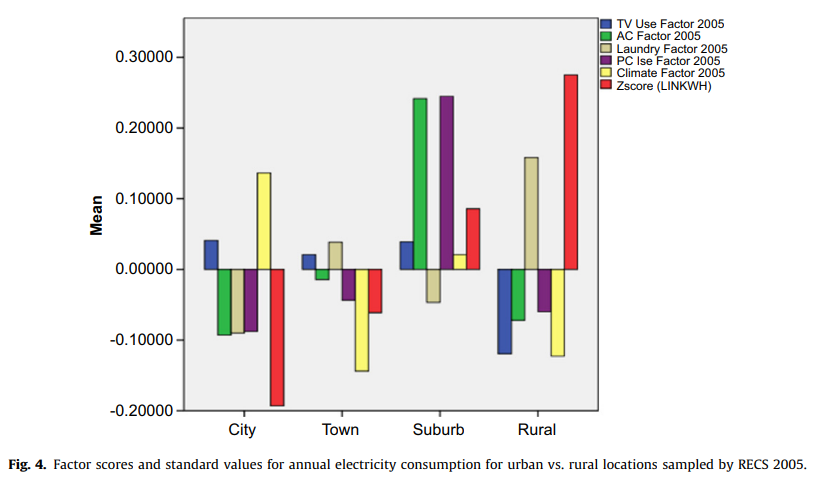 TV Use Factor 2005
AC Factor 2005
Laundry Factor 2005
PC Ise Factor 2005
Climate Factor 2005
Zscore (LINKWH)
0.30000
0.20000
0.10000
0.00000
-0.10000
-0.20000
Mean
City Town Suburb Rural
Fig. 4. Factor scores and standard values for annual electricity consumption for urban vs. rural locations sampled by RECS 2005.